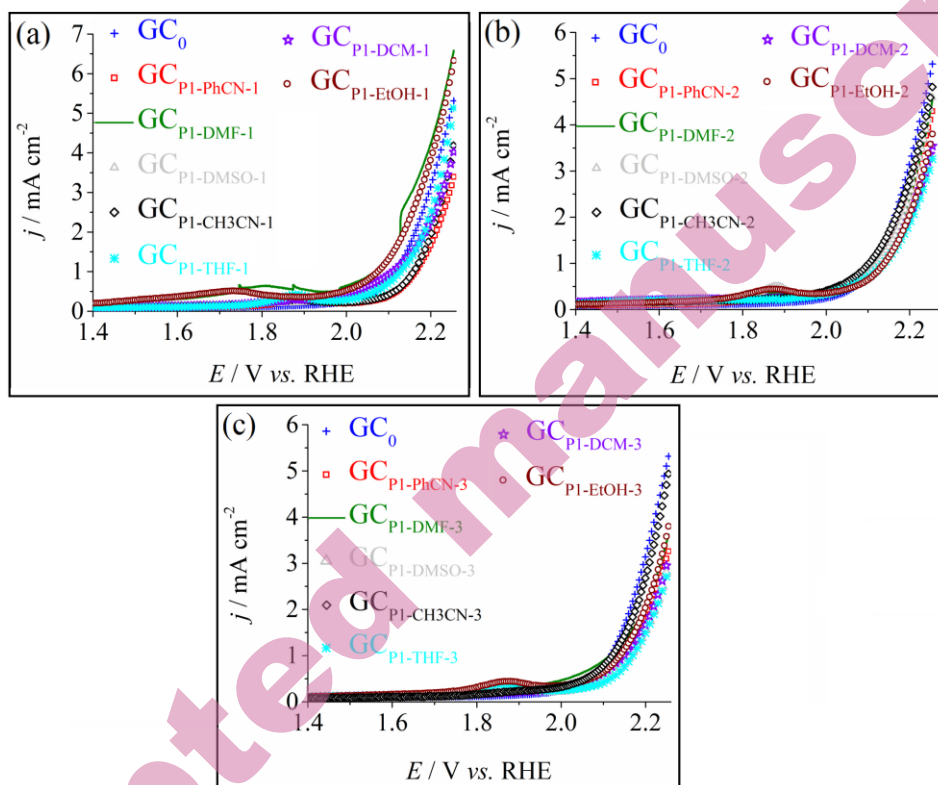 (a)
GC0
GCP1-PhCN-1
GCP1-DMF-1
GCP1-DMSO-1
GCP1-CH3CN-1
GCP1-THF-1
GCP1-DCM-1
GCP1-EtOH-1
7
6
5
4
3
2
1
0
j / mA cm-2
1.4 1.6 1.8 2.0 2.2
E / V vs. RHE
(b)
GC0
GCP1-PhCN-2
GCP1-DMF-2
GCP1-DMSO-2
GCP1-CH3CN-2
GCP1-THF-2
GCP1-DCM-2
GCP1-EtOH-2
6
5
4
3
2
1
0
j / mA cm-2
1.4 1.6 1.8 2.0 2.2
E / V vs. RHE
(c)
GC0
GCP1-PhCN-3
GCP1-DMF-3
GCP1-DMSO-3
GCP1-CH3CN-3
GCP1-THF-3
GCP1-DCM-3
GCP1-EtOH-3
6
5
4
3
2
1
0
j / mA cm-2
1.4 1.6 1.8 2.0 2.2
E / V vs. RHE